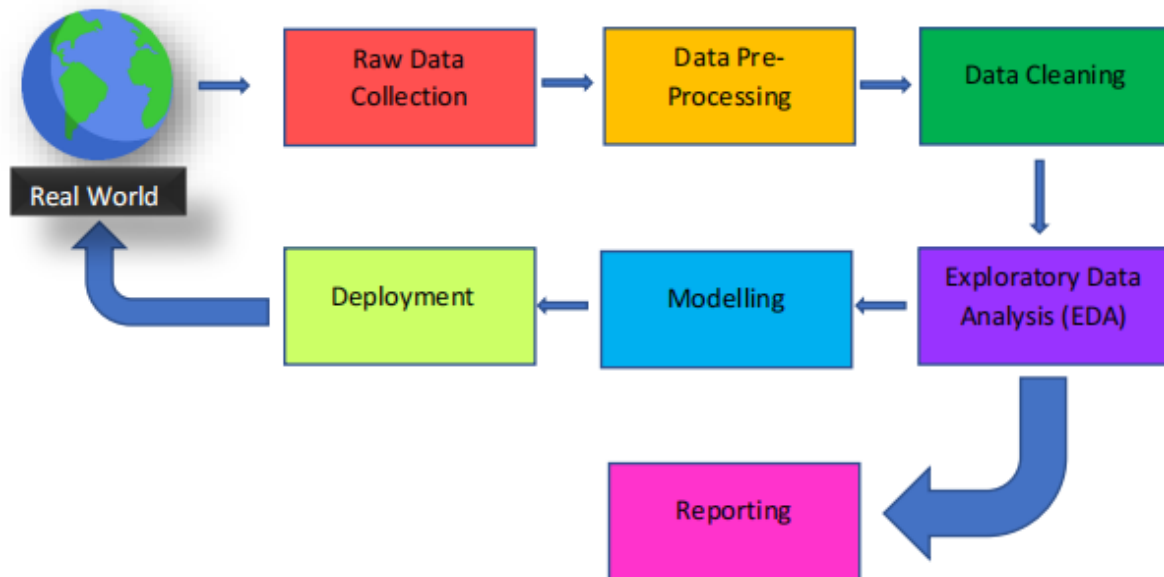 Raw Data
Collection
Data Pre-
Processing
Data Cleaning
Real World
Deployment
Modelling
Exploratory Data
Analysis (EDA)
Reporting